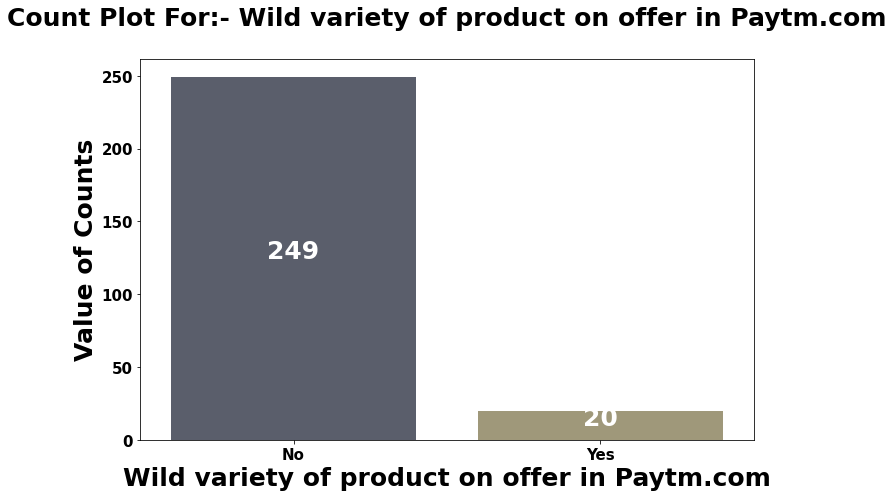 Count Plot For:- Wild variety of product on offer in Paytm.com
Value of Counts
250
200
150
100
50
0
249
20
No
Yes
Wild variety of product on offer in Paytm.com